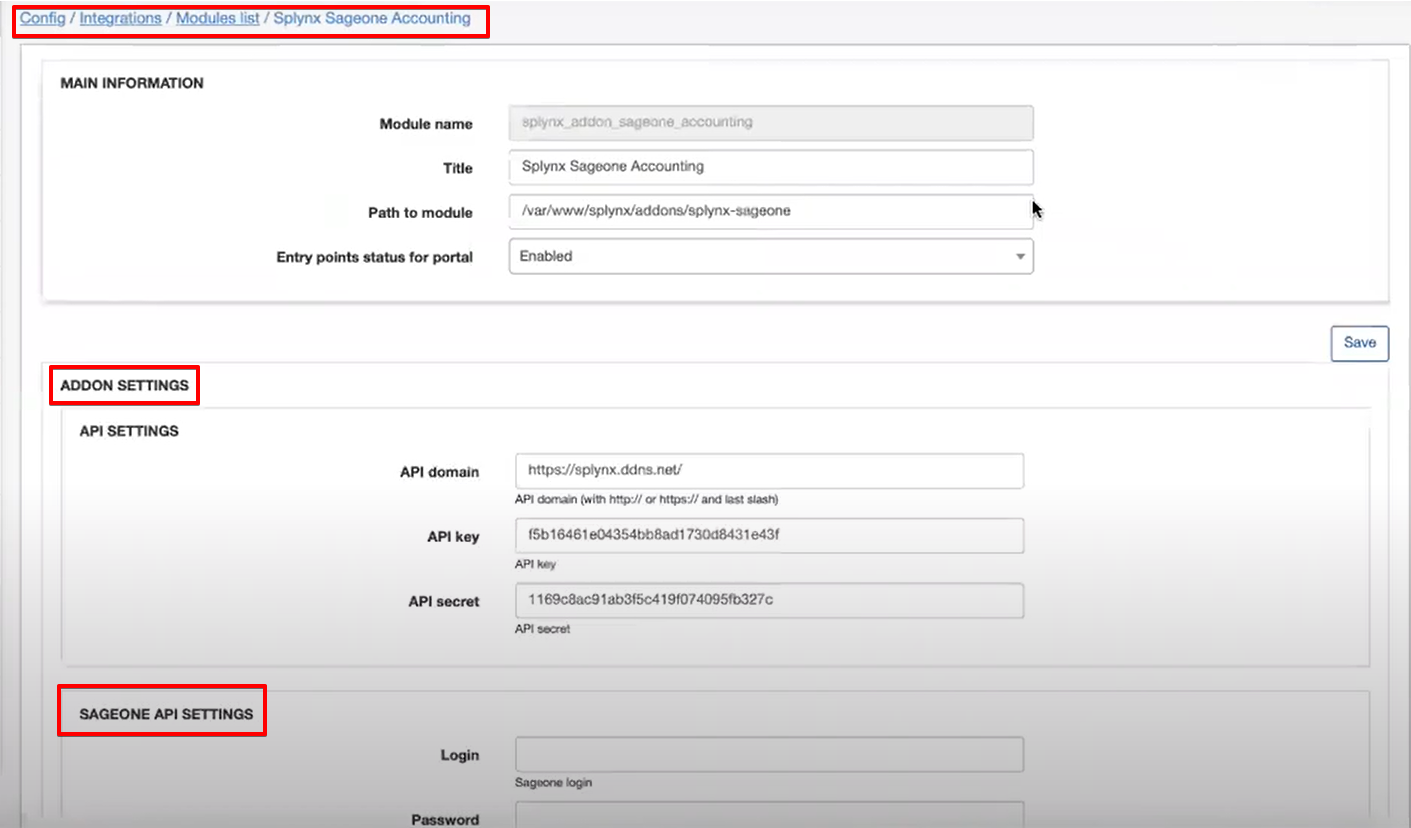 Config / Integrations / Modules list / Splynx Sageone Accounting
MAIN INFORMATION
Module name splynx_addon_sageone_accounting
Title Splynx Sageone Accounting
Path to module /var/www/splynx/addons/splynx-sageone
Entry points status for portal Enabled
Save
ADDON SETTINGS
API SETTINGS
API domain https://splynx.ddns.net/
API domain (with http:// or https:// and last slash)
API key f5b16461e04354bb8ad1730d8431e43f
API key
API secret 1169c8ac91ab3f5c419f074095fb327c
API secret
SAGEONE API SETTINGS
Login
Sageone login
Password